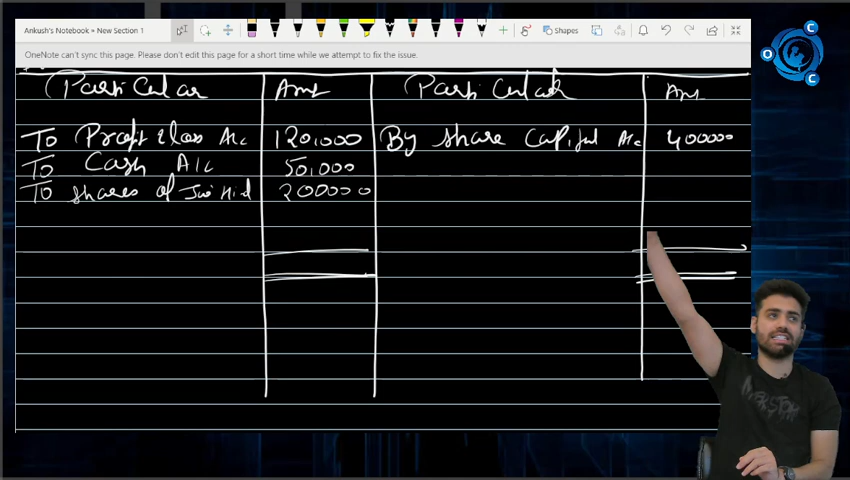 Ankush's Notebook > New Section 1
Shapes
OneNote can't sync this page. Please don't edit this page for a short time while we attempt to fix the issue.
Particular Amt Particular Amt
To Profit & loss A/c 120,000 By Share Capital A/c 400000
To Cash A/c 50,000
To Shares of Jai Hind 200000
O C C